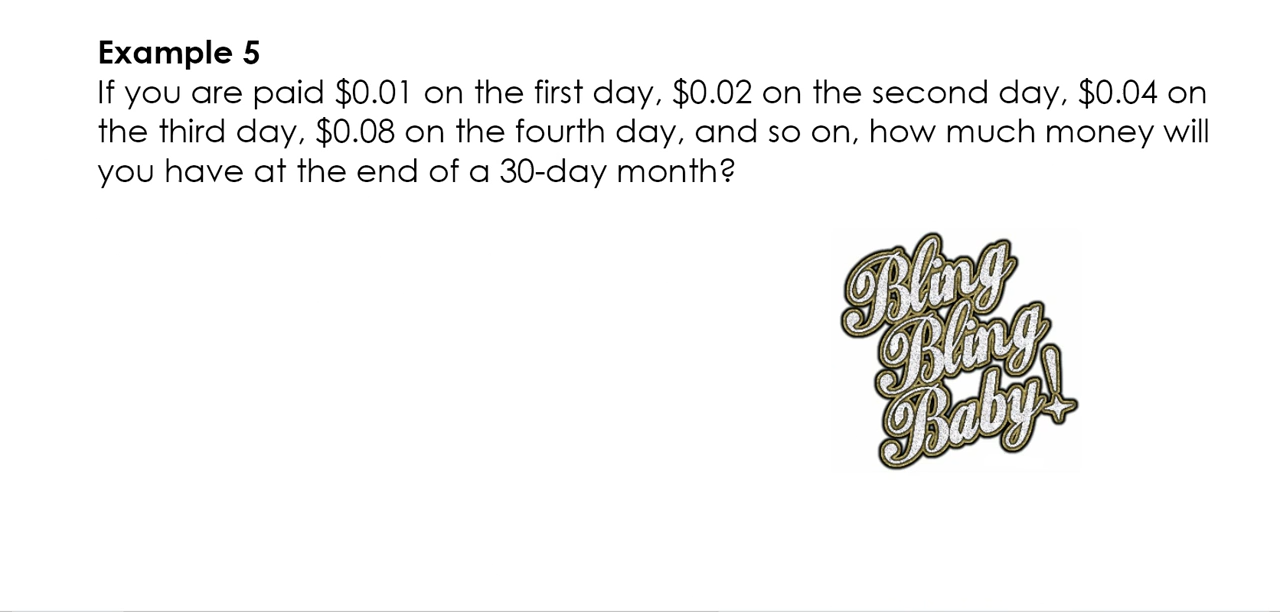 Example 5
If you are paid $0.01 on the first day, $0.02 on the second day, $0.04 on
the third day, $0.08 on the fourth day, and so on, how much money will
you have at the end of a 30-day month?
Bling
Bling
Baby!